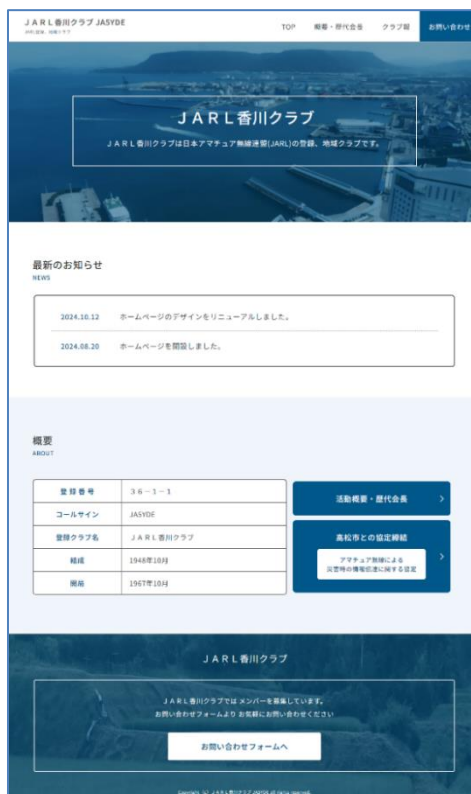 ＪＡＲＬ香川クラブ JA5YDE
TOP
概要・歴代会長
クラブ報
お問い合わせ
ＪＡＲＬ香川クラブ
ＪＡＲＬ香川クラブは日本アマチュア無線連盟(JARL)の登録、地域クラブです。
最新のお知らせ
NEWS
2024.10.12 ホームページのデザインをリニューアルしました。
2024.08.20 ホームページを開設しました。
概要
ABOUT
登録番号 ３６－１－１
コールサイン JA5YDE
登録クラブ名 ＪＡＲＬ香川クラブ
結成 1948年10月
開局 1967年10月
活動概要・歴代会長
高松市との協定締結
アマチュア無線による
災害時の情報伝達に関する協定
ＪＡＲＬ香川クラブ
ＪＡＲＬ香川クラブでは メンバーを募集しています。
お問い合わせフォームより お気軽にお問い合わせください
お問い合わせフォームへ